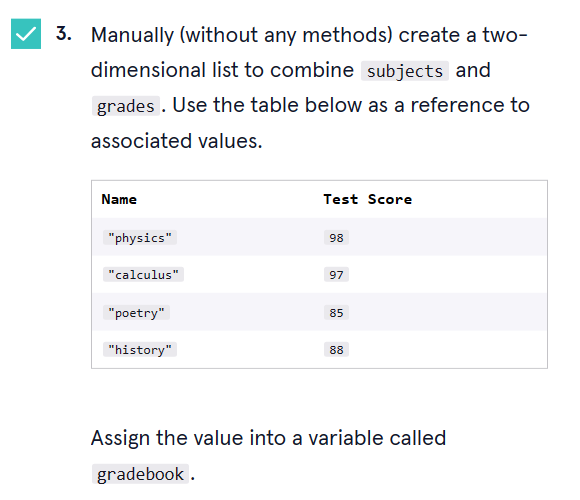 3. Manually (without any methods) create a two-
dimensional list to combine subjects and
grades. Use the table below as a reference to
associated values.
Name Test Score
"physics" 98
"calculus" 97
"poetry" 85
"history" 88
Assign the value into a variable called
gradebook.